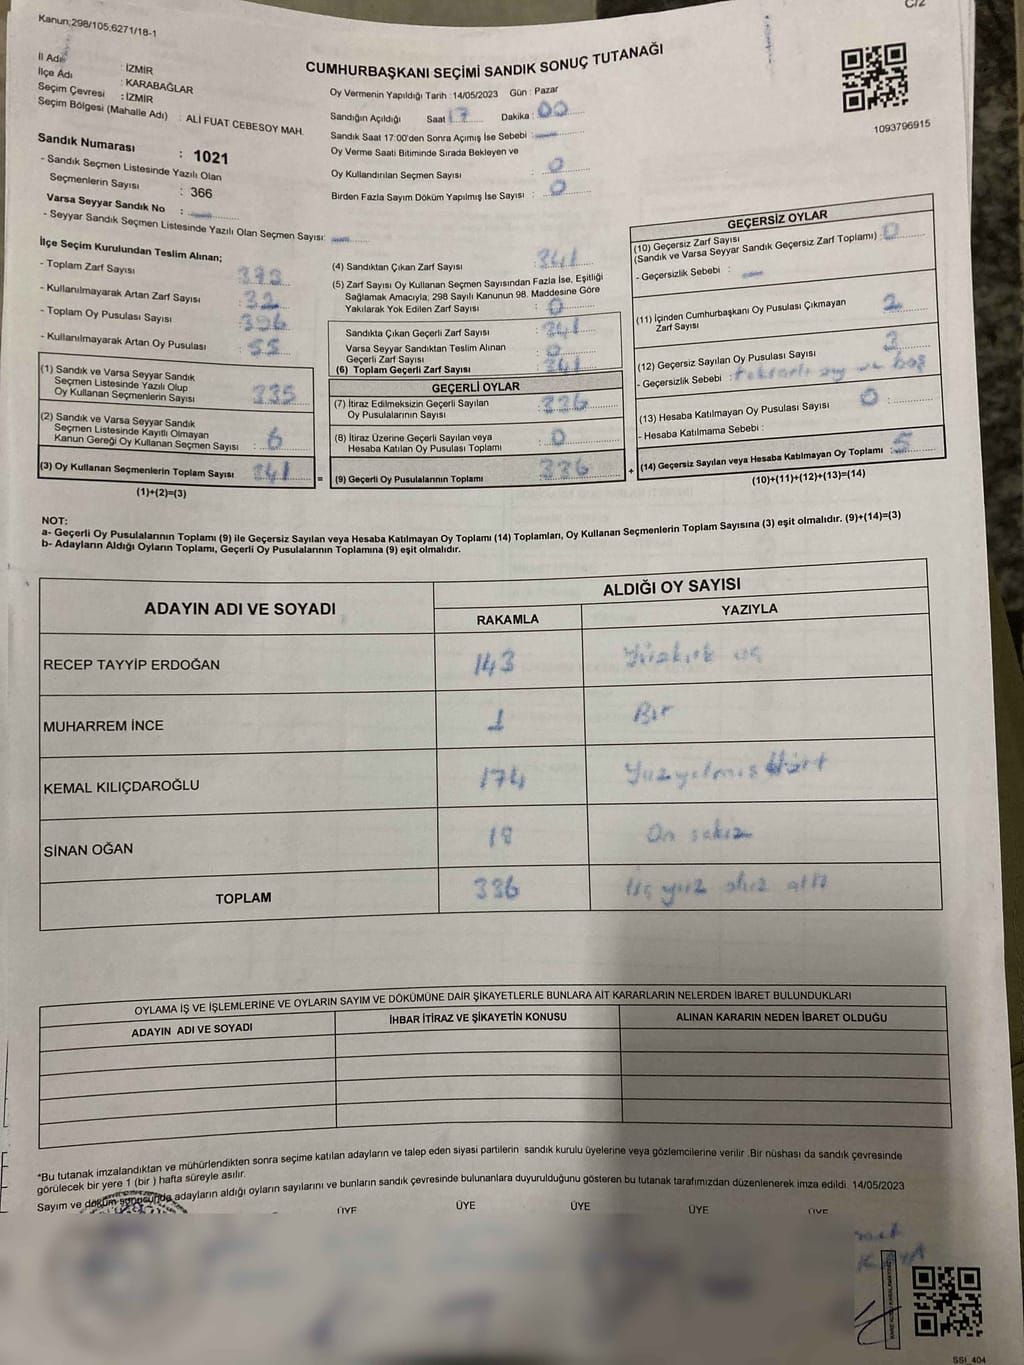 C/2
Kanun,298/105,6271/18-1
CUMHURBAŞKANI SEÇİMİ SANDIK SONUÇ TUTANAĞI
İl Adı : İZMİR
İlçe Adı : KARABAĞLAR
Seçim Çevresi : İZMİR
Seçim Bölgesi (Mahalle Adı) : ALİ FUAT CEBESOY MAH.
Sandık Numarası : 1021
- Sandık Seçmen Listesinde Yazılı Olan
Seçmenlerin Sayısı : 366
Varsa Seyyar Sandık No :
- Seyyar Sandık Seçmen Listesinde Yazılı Olan Seçmen Sayısı:
Oy Vermenin Yapıldığı Tarih :14/05/2023 Gün : Pazar
Sandığın Açıldığı Saat 17 Dakika : 00
Sandık Saat 17:00'den Sonra Açımış İse Sebebi :
Oy Verme Saati Bitiminde Sırada Bekleyen ve
Oy Kullandırılan Seçmen Sayısı : 0
Birden Fazla Sayım Döküm Yapılmış İse Sayısı : 0
1093796915
İlçe Seçim Kurulundan Teslim Alınan;
- Toplam Zarf Sayısı : 373
- Kullanılmayarak Artan Zarf Sayısı : 32
- Toplam Oy Pusulası Sayısı : 396
- Kullanılmayarak Artan Oy Pusulası : 55
(1) Sandık ve Varsa Seyyar Sandık
Seçmen Listesinde Yazılı Olup
Oy Kullanan Seçmenlerin Sayısı : 335
(2) Sandık ve Varsa Seyyar Sandık
Seçmen Listesinde Kayıtlı Olmayan
Kanun Gereği Oy Kullanan Seçmen Sayısı : 6
(3) Oy Kullanan Seçmenlerin Toplam Sayısı 341
(1)+(2)=(3)
(4) Sandıktan Çıkan Zarf Sayısı : 341
(5) Zarf Sayısı Oy Kullanan Seçmen Sayısından Fazla İse, Eşitliği
Sağlamak Amacıyla; 298 Sayılı Kanunun 98. Maddesine Göre
Yakılarak Yok Edilen Zarf Sayısı : 0
Sandıkta Çıkan Geçerli Zarf Sayısı : 341
Varsa Seyyar Sandıktan Teslim Alınan
Geçerli Zarf Sayısı : 0
(6) Toplam Geçerli Zarf Sayısı : 341
GEÇERLİ OYLAR
(7) İtiraz Edilmeksizin Geçerli Sayılan
Oy Pusulalarının Sayısı : 336
(8) İtiraz Üzerine Geçerli Sayılan veya
Hesaba Katılan Oy Pusulası Toplamı : 0
= (9) Geçerli Oy Pusulalarının Toplamı : 336 +
GEÇERSİZ OYLAR
(10) Geçersiz Zarf Sayısı
(Sandık ve Varsa Seyyar Sandık Geçersiz Zarf Toplamı) : 0
- Geçersizlik Sebebi :
(11) İçinden Cumhurbaşkanı Oy Pusulası Çıkmayan
Zarf Sayısı : 2
(12) Geçersiz Sayılan Oy Pusulası Sayısı : 3
- Geçersizlik Sebebi : oy ve boş
(13) Hesaba Katılmayan Oy Pusulası Sayısı : 0
- Hesaba Katılmama Sebebi :
(14) Geçersiz Sayılan veya Hesaba Katılmayan Oy Toplamı : 5
(10)+(11)+(12)+(13)=(14)
NOT:
a- Geçerli Oy Pusulalarının Toplamı (9) ile Geçersiz Sayılan veya Hesaba Katılmayan Oy Toplamı (14) Toplamları, Oy Kullanan Seçmenlerin Toplam Sayısına (3) eşit olmalıdır. (9)+(14)=(3)
b- Adayların Aldığı Oyların Toplamı, Geçerli Oy Pusulalarının Toplamına (9) eşit olmalıdır.
ADAYIN ADI VE SOYADI ALDIĞI OY SAYISI
RAKAMLA YAZIYLA
RECEP TAYYİP ERDOĞAN 143 Yüzkırk üç
MUHARREM İNCE 1 Bir
KEMAL KILIÇDAROĞLU 174 Yüzyetmiş dört
SİNAN OĞAN 18 On sekiz
TOPLAM 336 üç yüz otuz altı
OYLAMA İŞ VE İŞLEMLERİNE VE OYLARIN SAYIM VE DÖKÜMÜNE DAİR ŞİKAYETLERLE BUNLARA AİT KARARLARIN NELERDEN İBARET BULUNDUKLARI
ADAYIN ADI VE SOYADI İHBAR İTİRAZ VE ŞİKAYETİN KONUSU ALINAN KARARIN NEDEN İBARET OLDUĞU
*Bu tutanak imzalandıktan ve mühürlendikten sonra seçime katılan adayların ve talep eden siyasi partilerin sandık kurulu üyelerine veya gözlemcilerine verilir .Bir nüshası da sandık çevresinde
görülecek bir yere 1 (bir ) hafta süreyle asılır.
Sayım ve döküm sonucunda adayların aldığı oyların sayılarını ve bunların sandık çevresinde bulunanlara duyurulduğunu gösteren bu tutanak tarafımızdan düzenlenerek imza edildi. 14/05/2023
ÜYE ÜYE ÜYE ÜYE ÜYE
SSI_404